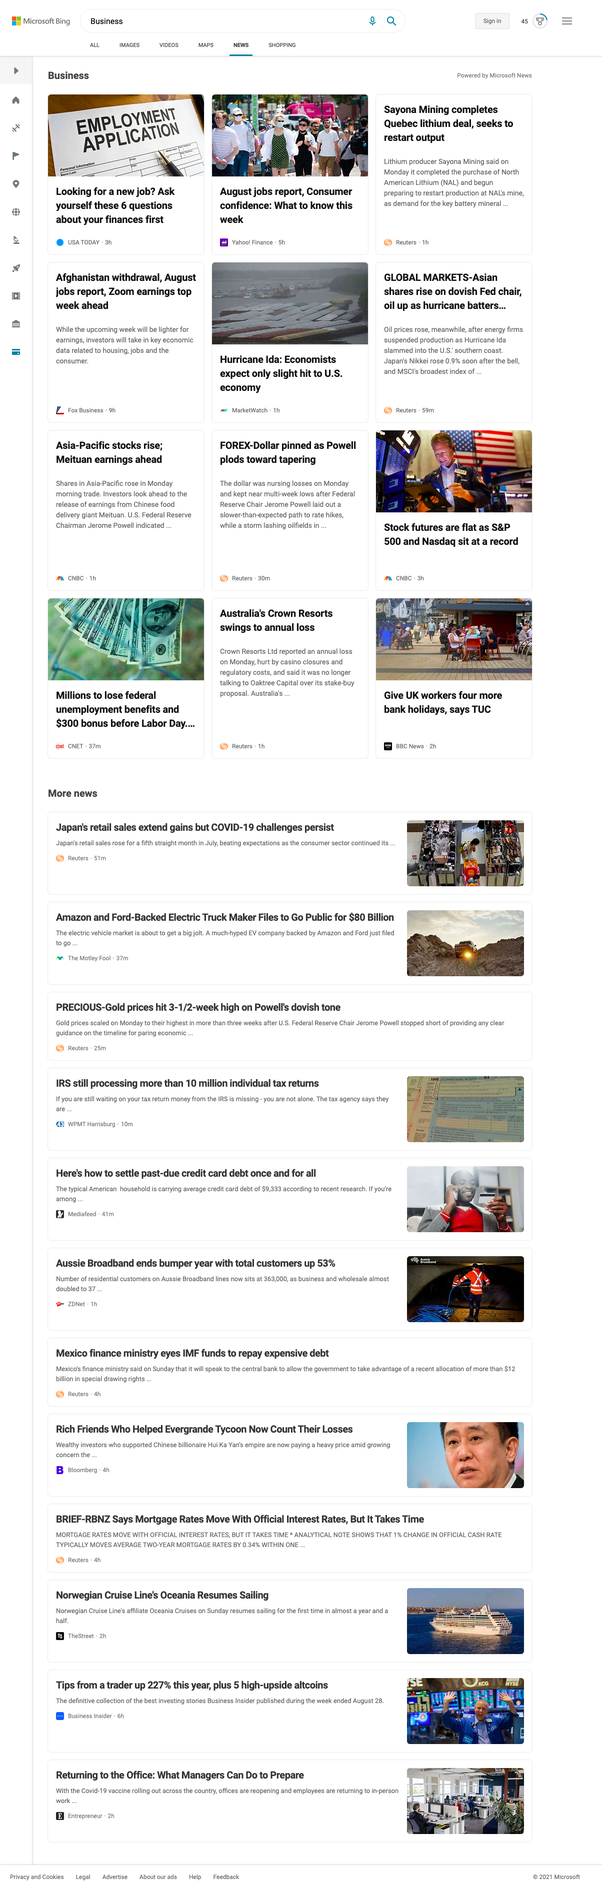 Microsoft Bing
Business
Sign in
45
ALL
IMAGES
VIDEOS
MAPS
NEWS
SHOPPING
Business
Powered by Microsoft News
EMPLOYMENT
APPLICATION
Looking for a new job? Ask
yourself these 6 questions
about your finances first
USA TODAY · 3h
August jobs report, Consumer
confidence: What to know this
week
Yahoo! Finance · 5h
Sayona Mining completes
Quebec lithium deal, seeks to
restart output
Lithium producer Sayona Mining said on
Monday it completed the purchase of North
American Lithium (NAL) and begun
preparing to restart production at NAL's mine,
as demand for the key battery mineral ...
Reuters · 1h
Afghanistan withdrawal, August
jobs report, Zoom earnings top
week ahead
While the upcoming week will be lighter for
earnings, investors will take in key economic
data related to housing, jobs and the
consumer.
Fox Business · 9h
Hurricane Ida: Economists
expect only slight hit to U.S.
economy
MarketWatch · 1h
GLOBAL MARKETS-Asian
shares rise on dovish Fed chair,
oil up as hurricane batters...
Oil prices rose, meanwhile, after energy firms
suspended production as Hurricane Ida
slammed into the U.S.' southern coast.
Japan's Nikkei rose 0.9% soon after the bell,
and MSCI's broadest index of ...
Reuters · 59m
Asia-Pacific stocks rise;
Meituan earnings ahead
Shares in Asia-Pacific rose in Monday
morning trade. Investors look ahead to the
release of earnings from Chinese food
delivery giant Meituan. U.S. Federal Reserve
Chairman Jerome Powell indicated ...
CNBC · 1h
FOREX-Dollar pinned as Powell
plods toward tapering
The dollar was nursing losses on Monday
and kept near multi-week lows after Federal
Reserve Chair Jerome Powell laid out a
slower-than-expected path to rate hikes,
while a storm lashing oilfields in ...
Reuters · 30m
Stock futures are flat as S&P
500 and Nasdaq sit at a record
CNBC · 3h
Millions to lose federal
unemployment benefits and
$300 bonus before Labor Day....
CNET · 37m
Australia's Crown Resorts
swings to annual loss
Crown Resorts Ltd reported an annual loss
on Monday, hurt by casino closures and
regulatory costs, and said it was no longer
talking to Oaktree Capital over its stake-buy
proposal. Australia's ...
Reuters · 1h
Give UK workers four more
bank holidays, says TUC
BBC News · 2h
More news
Japan's retail sales extend gains but COVID-19 challenges persist
Japan's retail sales rose for a fifth straight month in July, beating expectations as the consumer sector continued its ...
Reuters · 51m
Amazon and Ford-Backed Electric Truck Maker Files to Go Public for $80 Billion
The electric vehicle market is about to get a big jolt. A much-hyped EV company backed by Amazon and Ford just filed
to go ...
The Motley Fool · 37m
PRECIOUS-Gold prices hit 3-1/2-week high on Powell's dovish tone
Gold prices scaled on Monday to their highest in more than three weeks after U.S. Federal Reserve Chair Jerome Powell stopped short of providing any clear
guidance on the timeline for paring economic ...
Reuters · 25m
IRS still processing more than 10 million individual tax returns
If you are still waiting on your tax return money from the IRS is missing - you are not alone. The tax agency says they
are ...
WPMT Harrisburg · 10m
Here's how to settle past-due credit card debt once and for all
The typical American household is carrying average credit card debt of $9,333 according to recent research. If you're
among ...
Mediafeed · 41m
Aussie Broadband ends bumper year with total customers up 53%
Number of residential customers on Aussie Broadband lines now sits at 363,000, as business and wholesale almost
doubled to 37 ...
ZDNet · 1h
Aussie
Broadband
Mexico finance ministry eyes IMF funds to repay expensive debt
Mexico's finance ministry said on Sunday that it will speak to the central bank to allow the government to take advantage of a recent allocation of more than $12
billion in special drawing rights ...
Reuters · 4h
Rich Friends Who Helped Evergrande Tycoon Now Count Their Losses
Wealthy investors who supported Chinese billionaire Hui Ka Yan's empire are now paying a heavy price amid growing
concern the ...
Bloomberg · 4h
BRIEF-RBNZ Says Mortgage Rates Move With Official Interest Rates, But It Takes Time
MORTGAGE RATES MOVE WITH OFFICIAL INTEREST RATES, BUT IT TAKES TIME * ANALYTICAL NOTE SHOWS THAT 1% CHANGE IN OFFICIAL CASH RATE
TYPICALLY MOVES AVERAGE TWO-YEAR MORTGAGE RATES BY 0.34% WITHIN ONE ...
Reuters · 4h
Norwegian Cruise Line's Oceania Resumes Sailing
Norwegian Cruise Line's affiliate Oceania Cruises on Sunday resumes sailing for the first time in almost a year and a
half.
TheStreet · 2h
Tips from a trader up 227% this year, plus 5 high-upside altcoins
The definitive collection of the best investing stories Business Insider published during the week ended August 28.
Business Insider · 6h
Returning to the Office: What Managers Can Do to Prepare
With the Covid-19 vaccine rolling out across the country, offices are reopening and employees are returning to in-person
work ...
Entrepreneur · 2h
Privacy and Cookies
Legal
Advertise
About our ads
Help
Feedback
© 2021 Microsoft